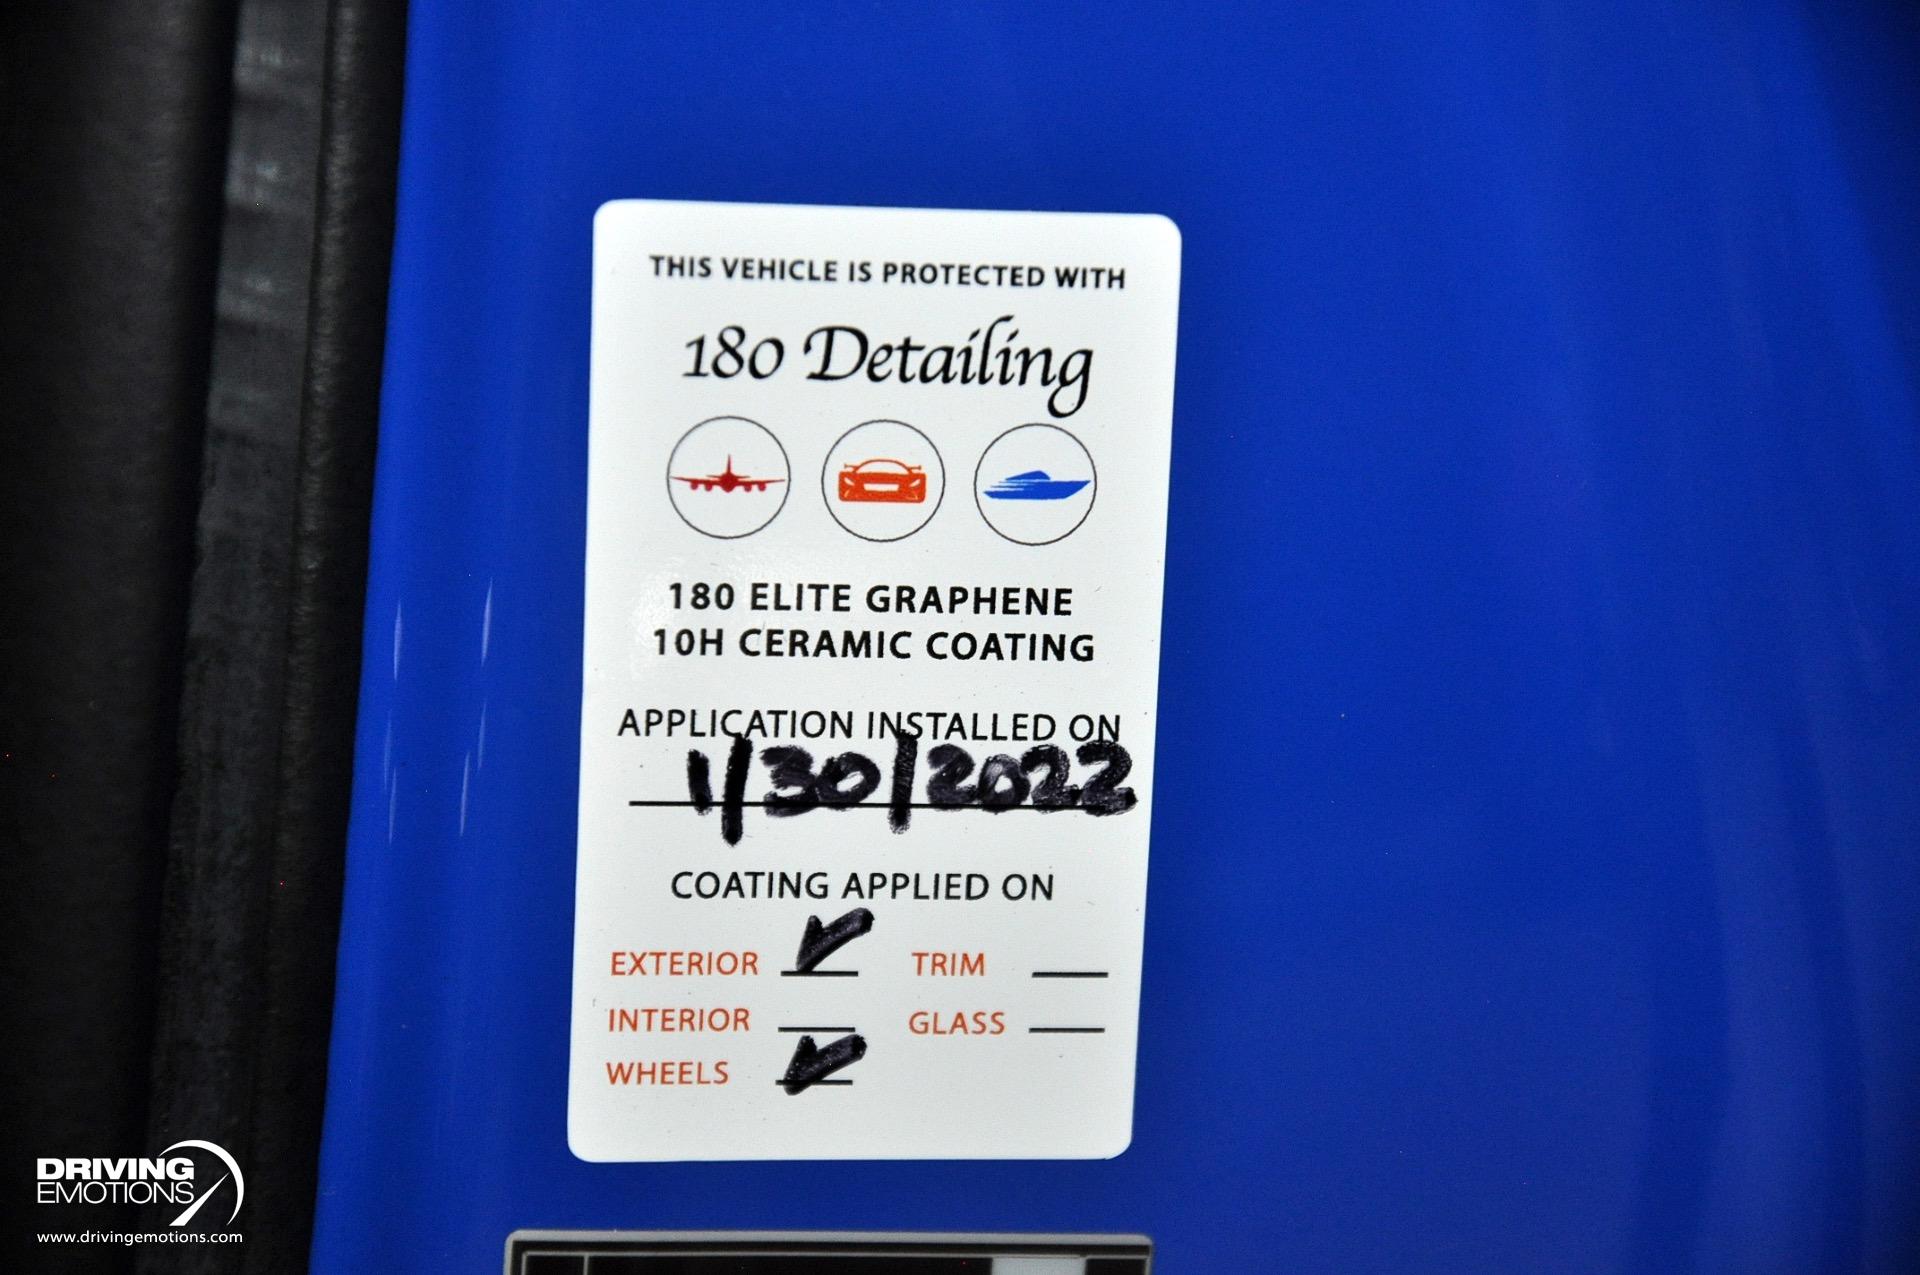 THIS VEHICLE IS PROTECTED WITH
180 Detailing
180 ELITE GRAPHENE
10H CERAMIC COATING
APPLICATION INSTALLED ON
1/30/2022
COATING APPLIED ON
EXTERIOR ✓ TRIM
INTERIOR GLASS
WHEELS ✓
DRIVING
EMOTIONS
www.drivingemotions.com